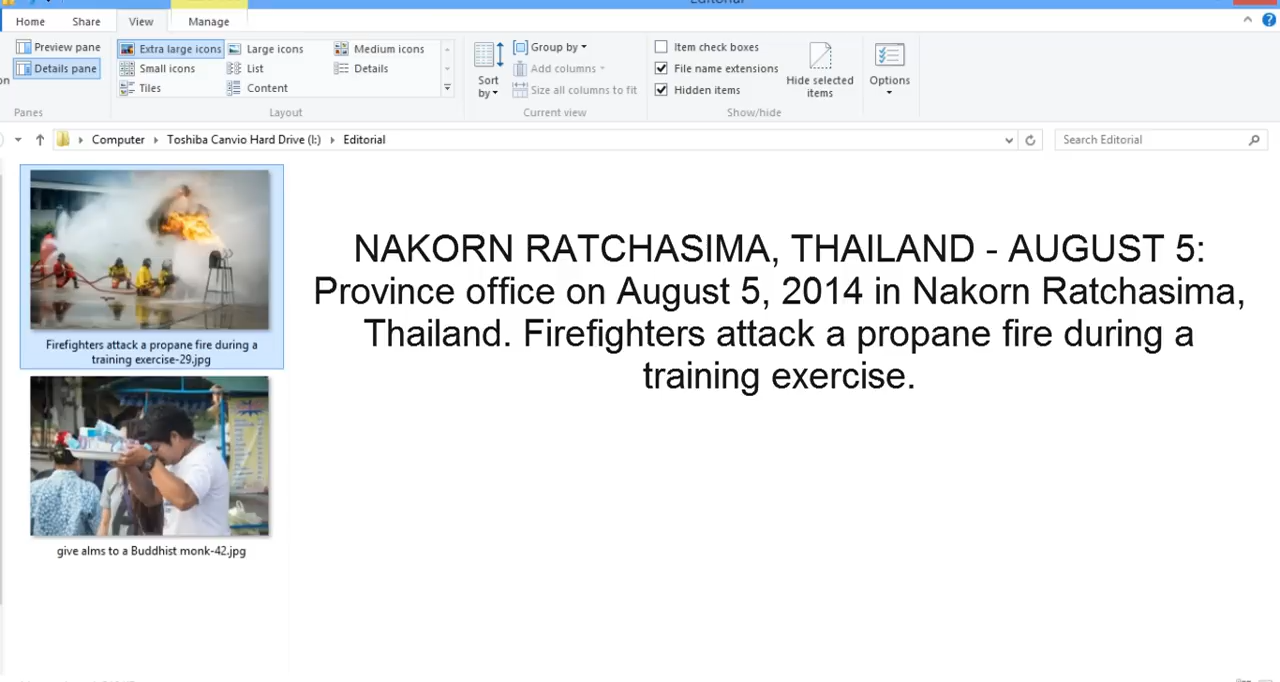 Editorial
Home Share View Manage
Preview pane
Details pane
Panes
Extra large icons Large icons Medium icons
Small icons List Details
Tiles Content
Layout
Sort by
Group by
Add columns
Size all columns to fit
Current view
Item check boxes
File name extensions
Hidden items
Hide selected items
Show/hide
Options
Computer Toshiba Canvio Hard Drive (I:) Editorial
Search Editorial
NAKORN RATCHASIMA, THAILAND - AUGUST 5:
Province office on August 5, 2014 in Nakorn Ratchasima,
Thailand. Firefighters attack a propane fire during a
training exercise.
Firefighters attack a propane fire during a
training exercise-29.jpg
give alms to a Buddhist monk-42.jpg